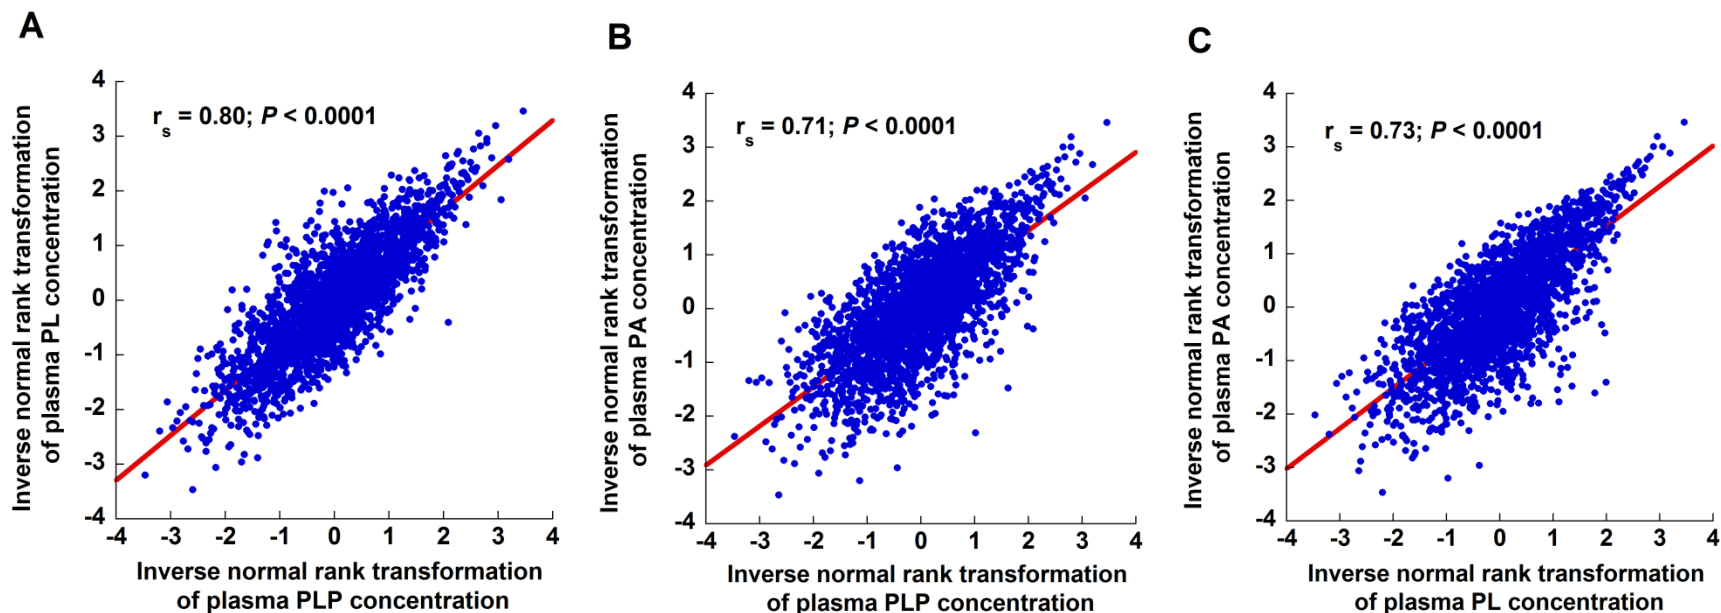 A
r_s = 0.80; P < 0.0001
Inverse normal rank transformation
of plasma PL concentration
4
3
2
1
0
-1
-2
-3
-4
-4 -3 -2 -1 0 1 2 3 4
Inverse normal rank transformation
of plasma PLP concentration
B
r_s = 0.71; P < 0.0001
Inverse normal rank transformation
of plasma PA concentration
4
3
2
1
0
-1
-2
-3
-4
-4 -3 -2 -1 0 1 2 3 4
Inverse normal rank transformation
of plasma PLP concentration
C
r_s = 0.73; P < 0.0001
Inverse normal rank transformation
of plasma PA concentration
4
3
2
1
0
-1
-2
-3
-4
-4 -3 -2 -1 0 1 2 3 4
Inverse normal rank transformation
of plasma PL concentration